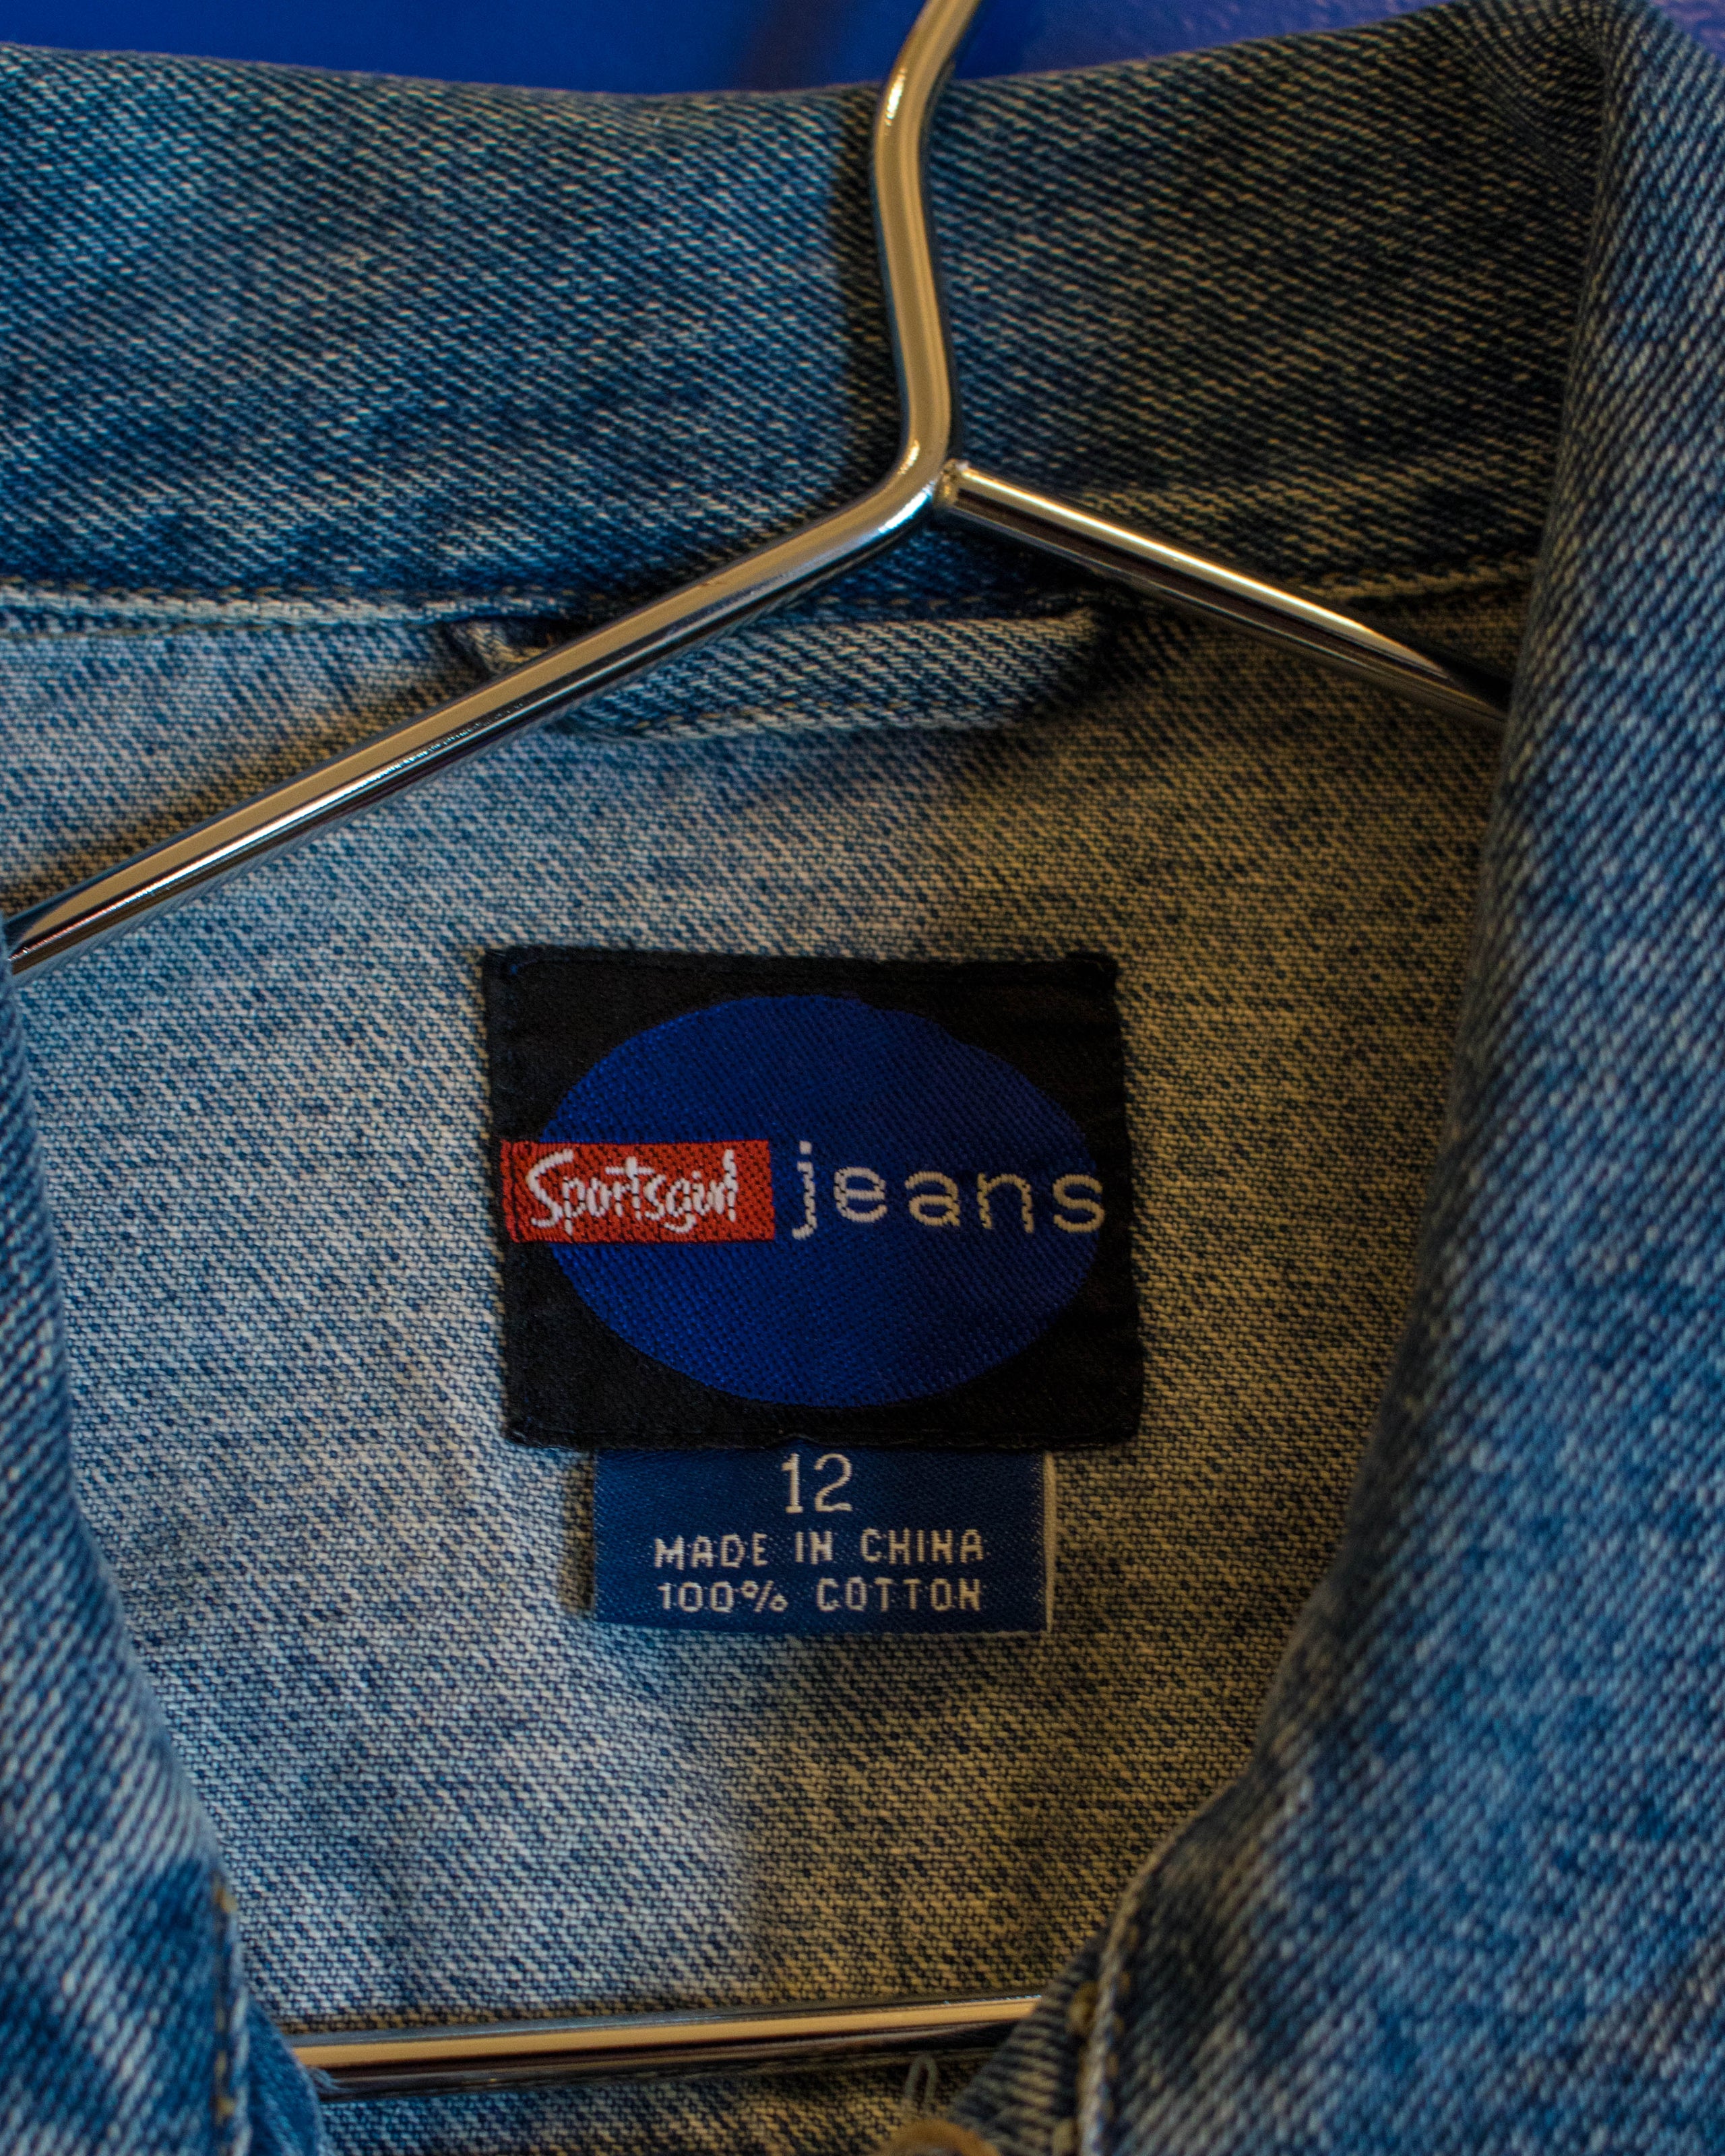 Sportsgirl jeans
12
MADE IN CHINA
100% COTTON